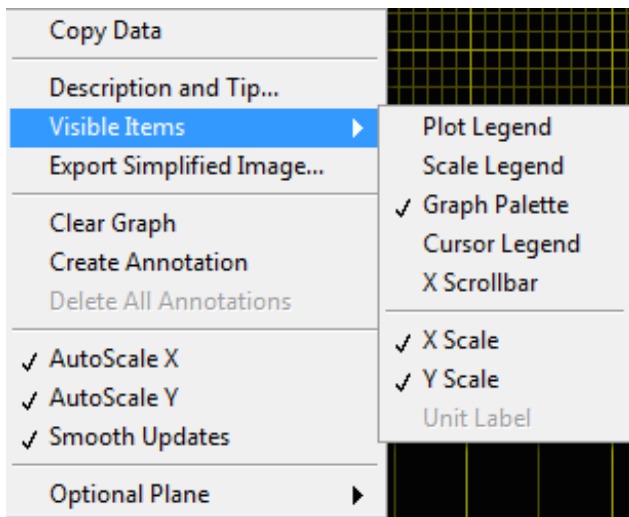 Copy Data
Description and Tip...
Visible Items
Export Simplified Image...
Clear Graph
Create Annotation
Delete All Annotations
AutoScale X
AutoScale Y
Smooth Updates
Optional Plane
Plot Legend
Scale Legend
Graph Palette
Cursor Legend
X Scrollbar
X Scale
Y Scale
Unit Label